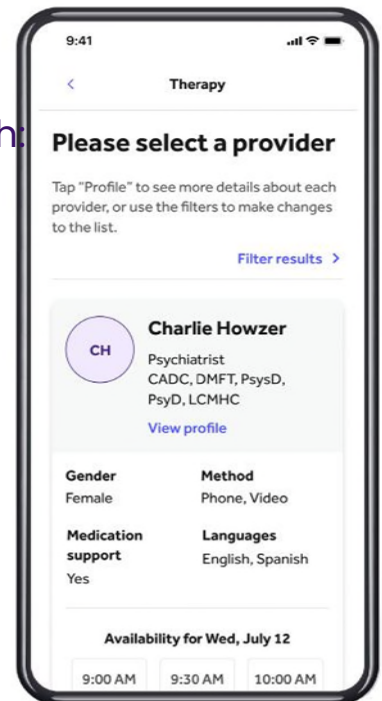 h:
9:41
Therapy
Please select a provider
Tap "Profile" to see more details about each
provider, or use the filters to make changes
to the list.
Filter results >
CH
Charlie Howzer
Psychiatrist
CADC, DMFT, PsysD,
PsyD, LCMHC
View profile
Gender
Female
Method
Phone, Video
Medication
support
Yes
Languages
English, Spanish
Availability for Wed, July 12
9:00 AM
9:30 AM
10:00 AM